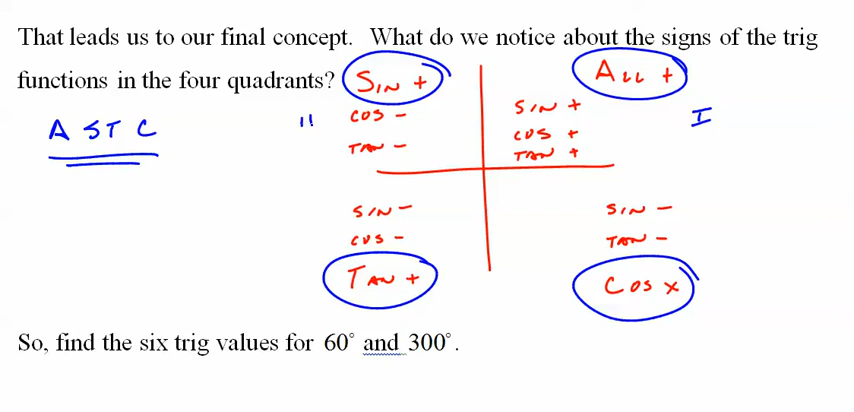 That leads us to our final concept. What do we notice about the signs of the trig
functions in the four quadrants? SIN + ALL +
COS - SIN +
A STC II COS + I
TAN - TAN +
SIN - SIN -
COS - TAN -
TAN + COS x
So, find the six trig values for 60° and 300°.